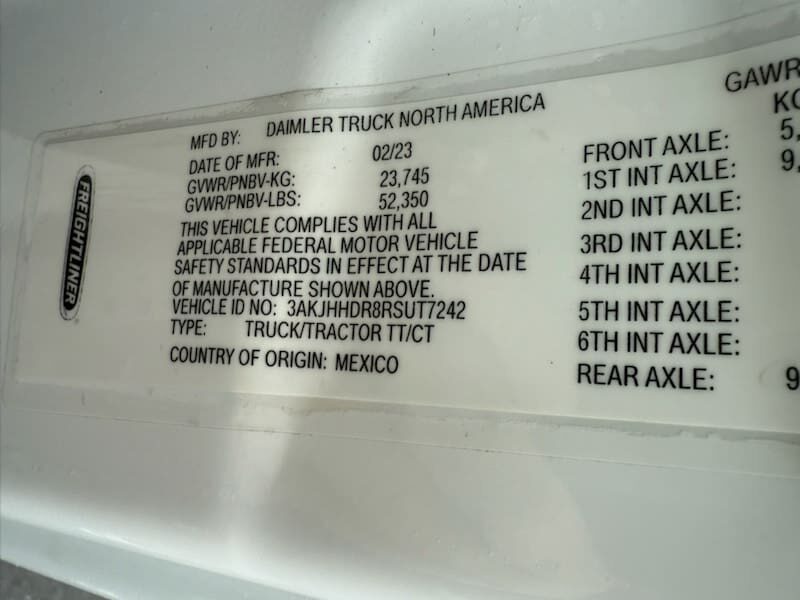 FREIGHTLINER
MFD BY: DAIMLER TRUCK NORTH AMERICA
DATE OF MFR: 02/23
GVWR/PNBV-KG: 23,745
GVWR/PNBV-LBS: 52,350
THIS VEHICLE COMPLIES WITH ALL
APPLICABLE FEDERAL MOTOR VEHICLE
SAFETY STANDARDS IN EFFECT AT THE DATE
OF MANUFACTURE SHOWN ABOVE.
VEHICLE ID NO: 3AKJHHDR8RSUT7242
TYPE: TRUCK/TRACTOR TT/CT
COUNTRY OF ORIGIN: MEXICO
GAWR
KG
FRONT AXLE: 5,
1ST INT AXLE: 9,
2ND INT AXLE:
3RD INT AXLE:
4TH INT AXLE:
5TH INT AXLE:
6TH INT AXLE:
REAR AXLE: 9